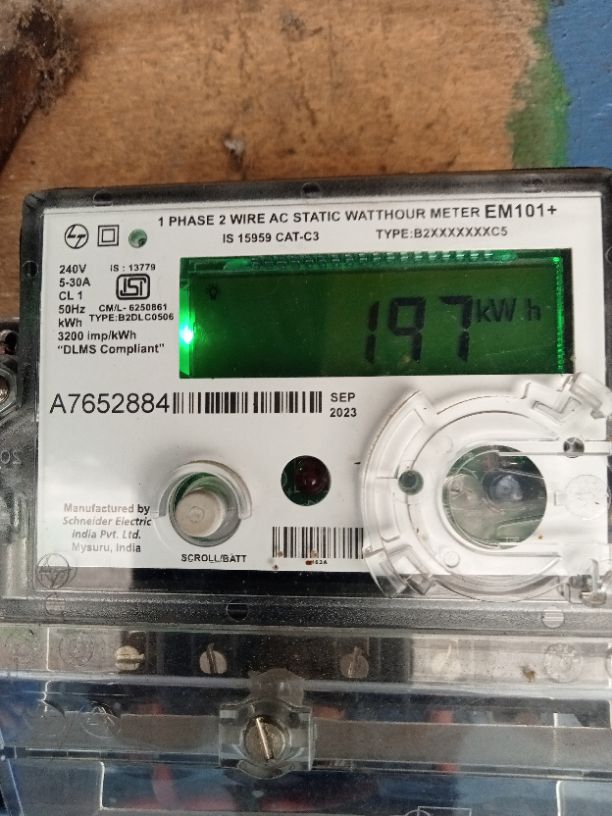 1 PHASE 2 WIRE AC STATIC WATTHOUR METER EM101+
IS 15959 CAT-C3 TYPE:B2XXXXXXXC5
240V
5-30A
CL 1
50Hz
kWh
3200 imp/kWh
"DLMS Compliant"
IS : 13779
CM/L- 6250861
TYPE:B2DLC0506
197 kWh
A7652884
SEP
2023
Manufactured by
Schneider Electric
India Pvt. Ltd.
Mysuru, India
SCROLL/BATT